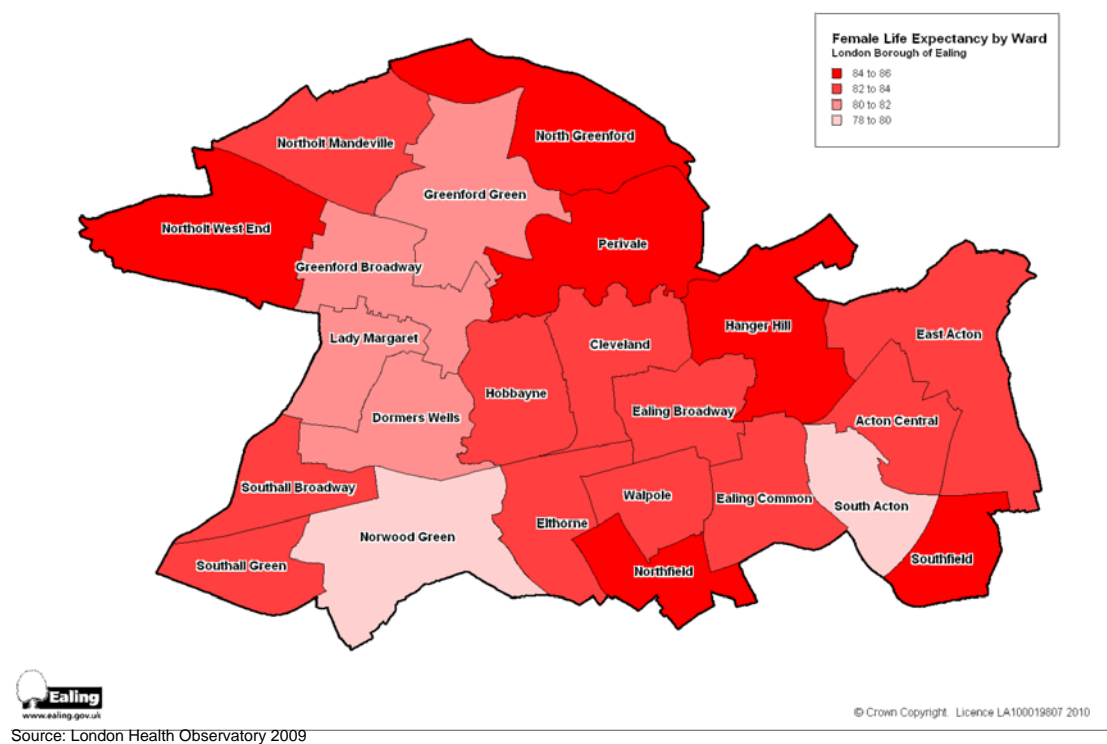 Female Life Expectancy by Ward
London Borough of Ealing
84 to 86
82 to 84
80 to 82
78 to 80
Northolt Mandeville
North Greenford
Greenford Green
Northolt West End
Perivale
Greenford Broadway
Hanger Hill
East Acton
Lady Margaret
Cleveland
Hobbayne
Ealing Broadway
Dormers Wells
Acton Central
Southall Broadway
Walpole
Ealing Common
South Acton
Elthorne
Norwood Green
Southall Green
Northfield
Southfield
Ealing
www.ealing.gov.uk
© Crown Copyright. Licence LA100019807 2010
Source: London Health Observatory 2009